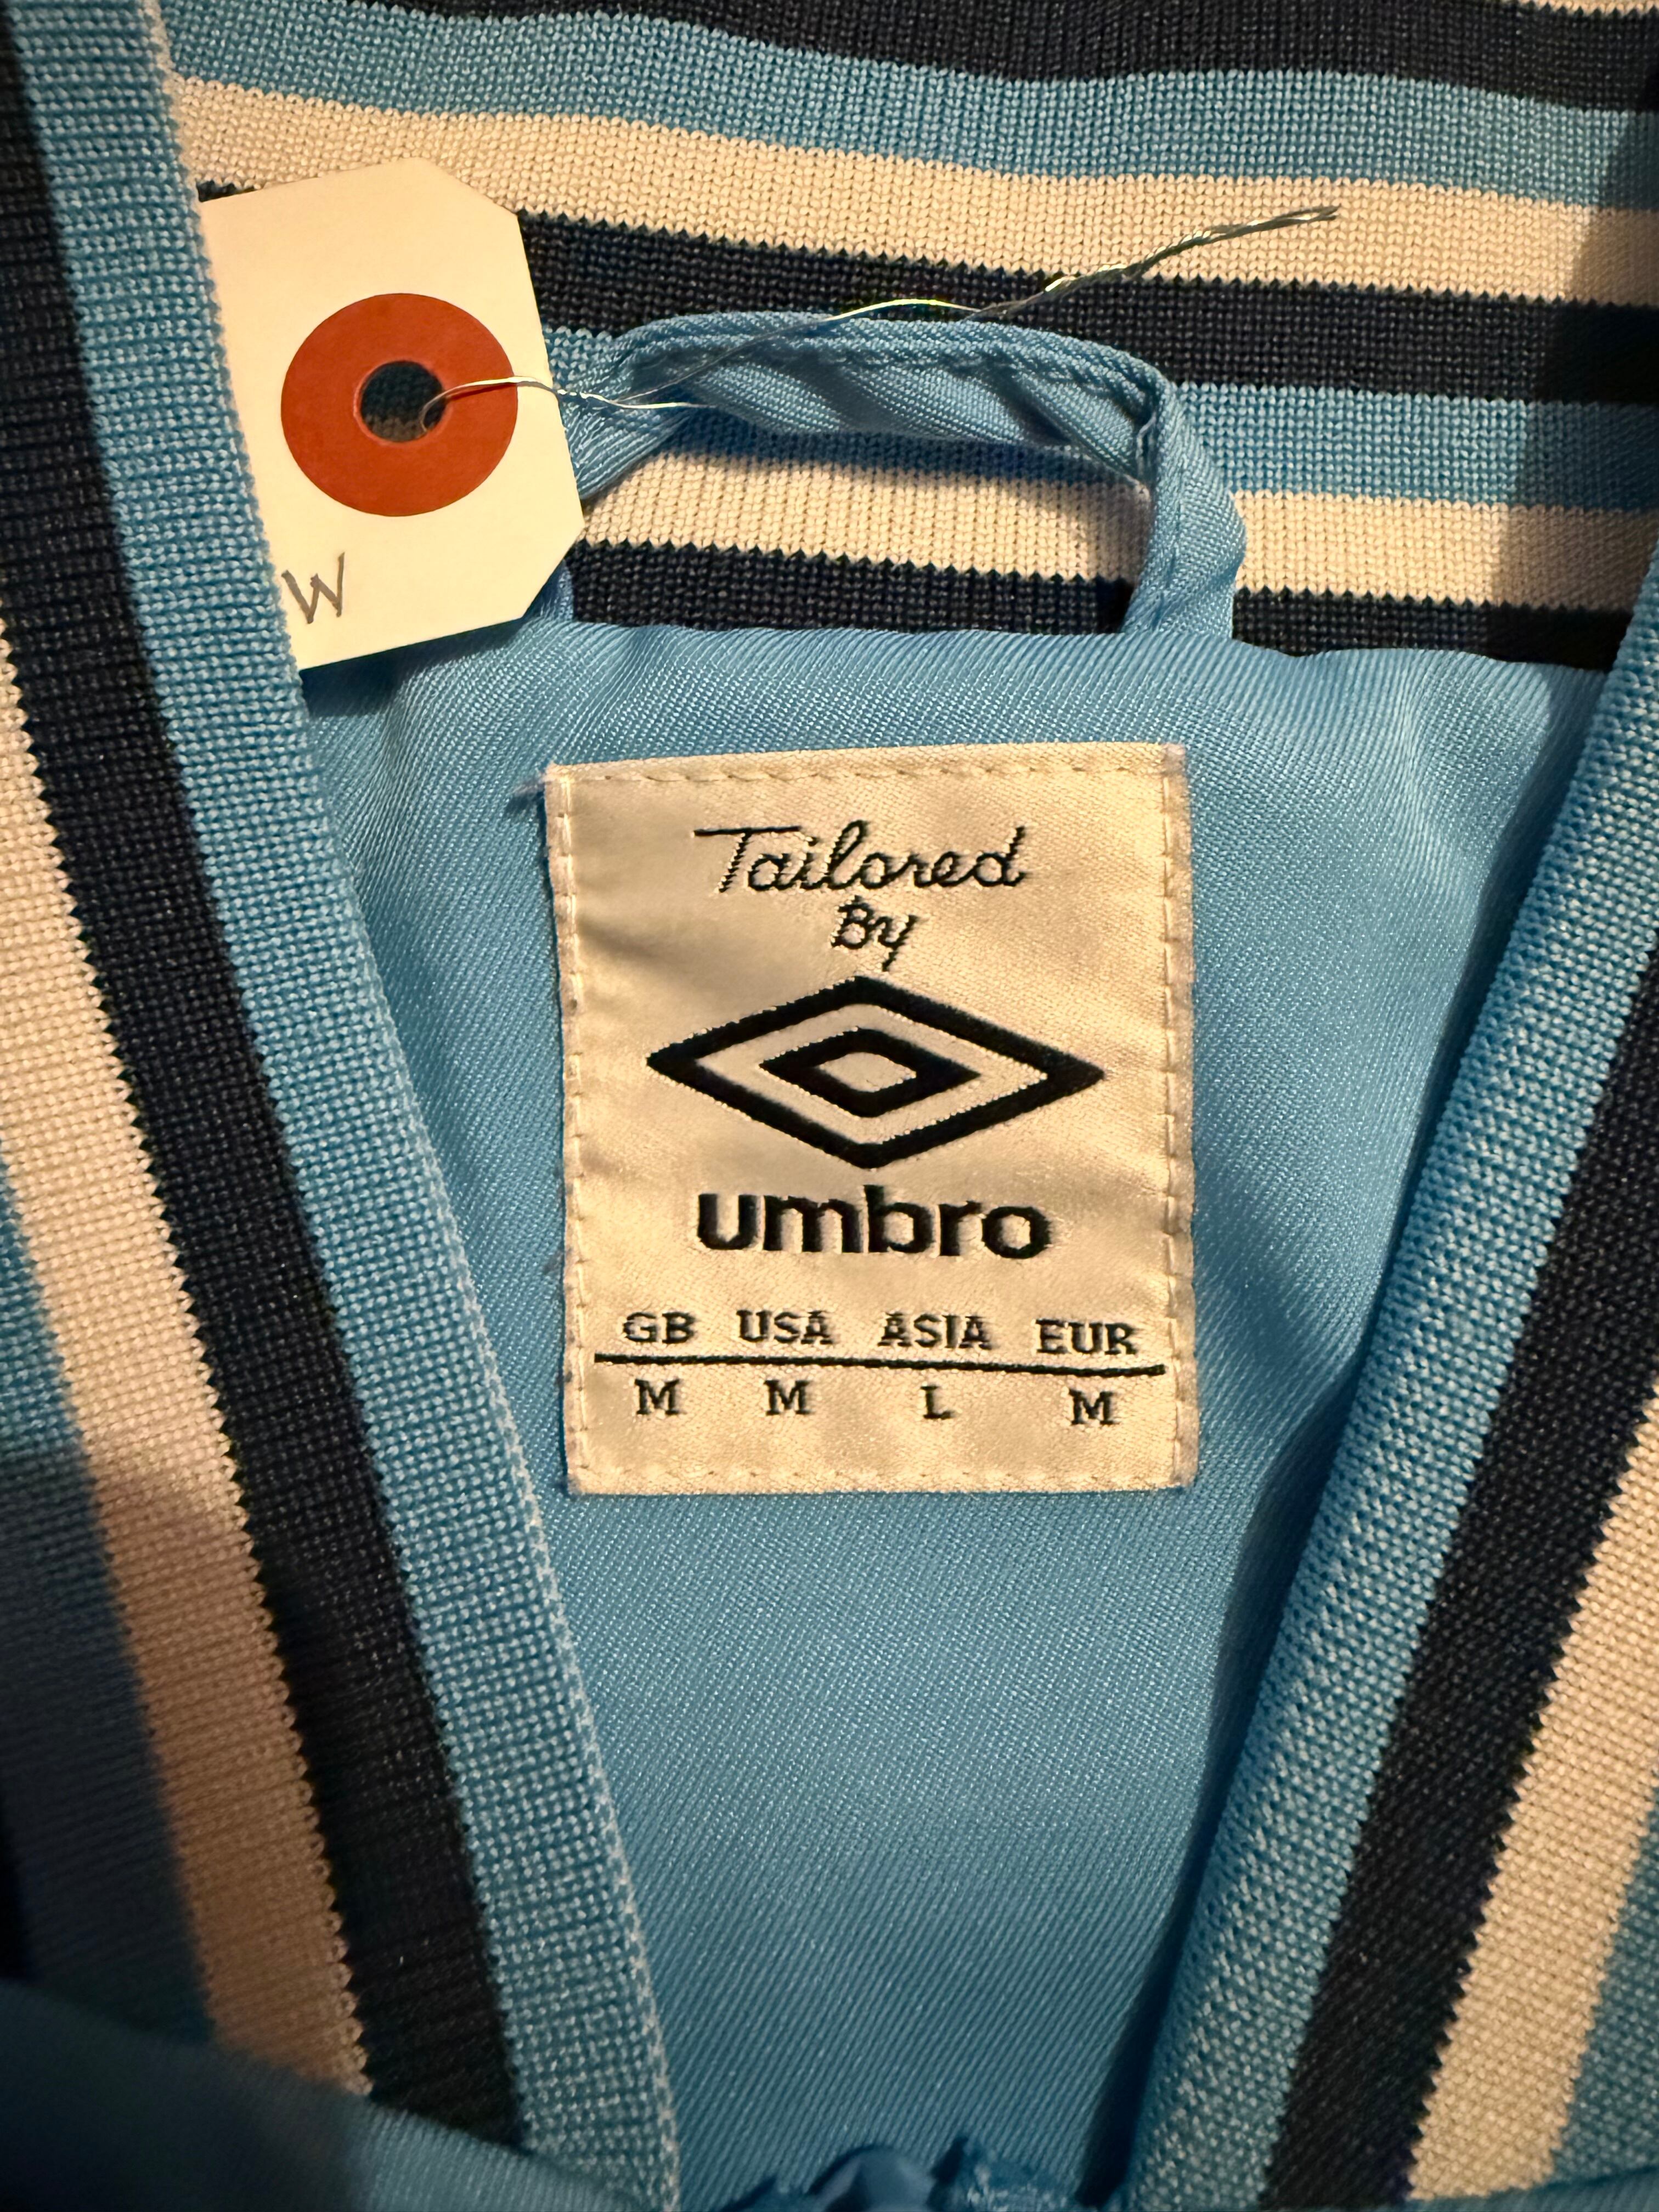 W
Tailored
By
umbro
GB USA ASIA EUR
M M L M